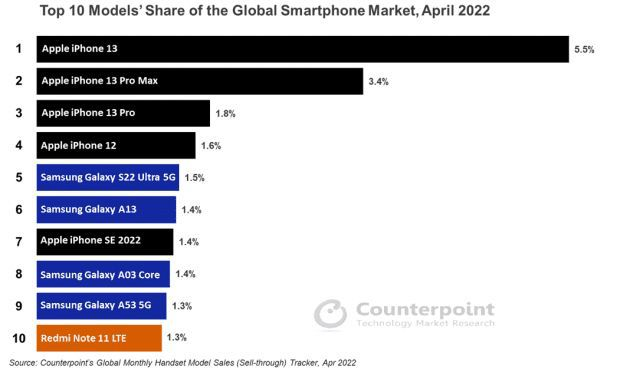 Top 10 Models' Share of the Global Smartphone Market, April 2022
1 Apple iPhone 13 5.5%
2 Apple iPhone 13 Pro Max 3.4%
3 Apple iPhone 13 Pro 1.8%
4 Apple iPhone 12 1.6%
5 Samsung Galaxy S22 Ultra 5G 1.5%
6 Samsung Galaxy A13 1.4%
7 Apple iPhone SE 2022 1.4%
8 Samsung Galaxy A03 Core 1.4%
9 Samsung Galaxy A53 5G 1.3%
10 Redmi Note 11 LTE 1.3%
Counterpoint
Technology Market Research
Source: Counterpoint's Global Monthly Handset Model Sales (Sell-through) Tracker, Apr 2022